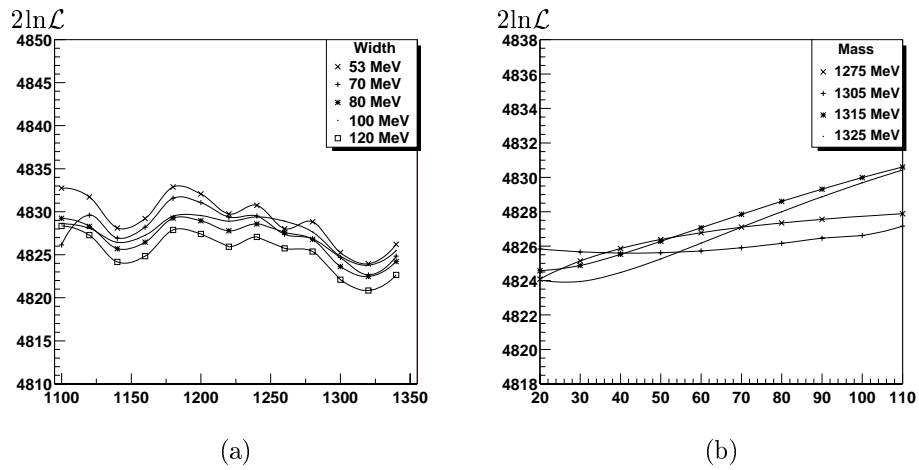 2lnℒ
4850
4845
4840
4835
4830
4825
4820
4815
4810
1100
1150
1200
1250
1300
1350
Width
53 MeV
70 MeV
80 MeV
100 MeV
120 MeV
(a)
2lnℒ
4838
4836
4834
4832
4830
4828
4826
4824
4822
4820
4818
20
30
40
50
60
70
80
90
100
110
Mass
1275 MeV
1305 MeV
1315 MeV
1325 MeV
(b)